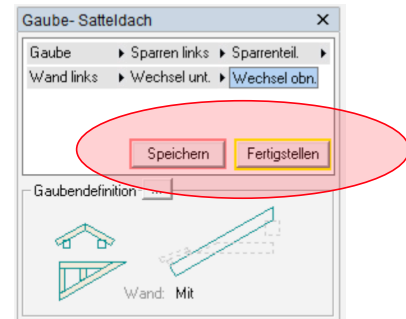 Gaube- Satteldach
Gaube Sparren links Sparrenteil.
Wand links Wechsel unt. Wechsel obn.
Speichern Fertigstellen
Gaubendefinition ...
Wand: Mit